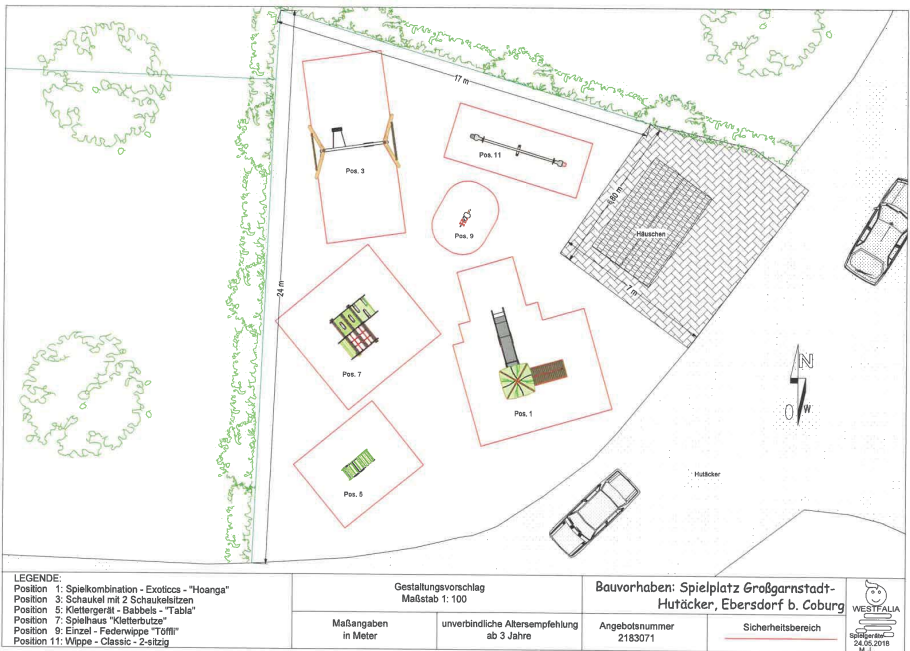 17 m
Pos. 3
Pos. 11
Pos. 9
Häuschen
7 m
24 m
Pos. 7
Pos. 1
Pos. 5
N
O
W
Hutäcker
LEGENDE:
Position 1: Spielkombination - Exoticcs - "Hoanga"
Position 3: Schaukel mit 2 Schaukelsitzen
Position 5: Klettergerät - Babbels - "Tabla"
Position 7: Spielhaus "Kletterbutze"
Position 9: Einzel - Federwippe "Töffli"
Position 11: Wippe - Classic - 2-sitzig
Gestaltungsvorschlag
Maßstab 1: 100
Maßangaben
in Meter
unverbindliche Altersempfehlung
ab 3 Jahre
Bauvorhaben: Spielplatz Großgarnstadt-
Hutäcker, Ebersdorf b. Coburg
Angebotsnummer
2183071
Sicherheitsbereich
WESTFALIA
Spielgeräte
24.05.2018